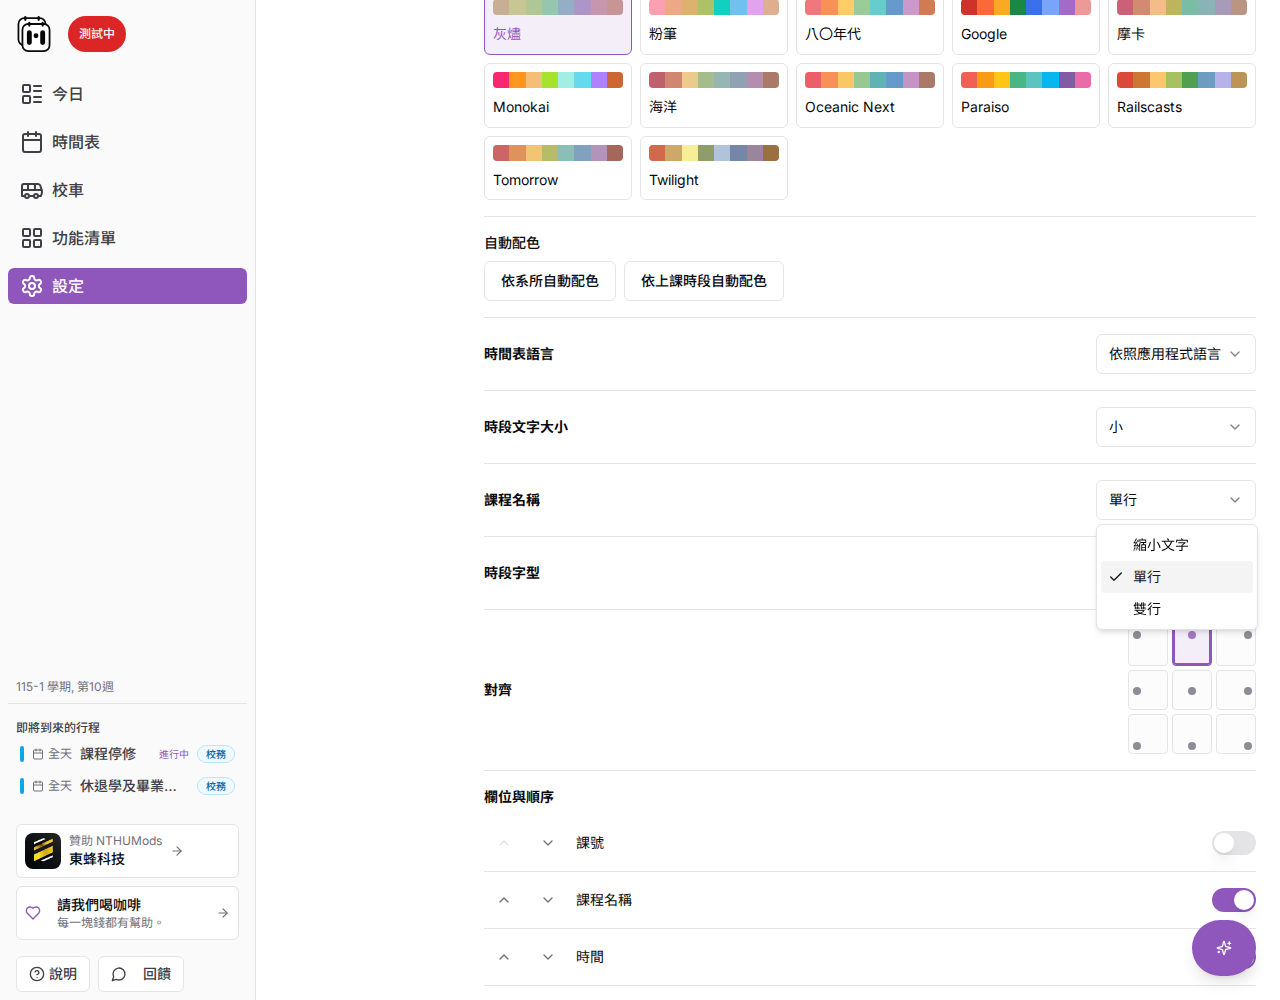 測試中
今日
時間表
校車
功能清單
設定
115-1 學期, 第10週
即將到來的行程
全天 課程停修 進行中 校務
全天 休退學及畢業... 校務
贊助 NTHUMods
東蜂科技
請我們喝咖啡
每一塊錢都有幫助。
說明 回饋
灰燼 粉筆 八〇年代 Google 摩卡
Monokai 海洋 Oceanic Next Paraiso Railscasts
Tomorrow Twilight
自動配色
依系所自動配色 依上課時段自動配色
時間表語言 依照應用程式語言
時段文字大小 小
課程名稱 單行
縮小文字
單行
雙行
時段字型
對齊
欄位與順序
課號
課程名稱
時間